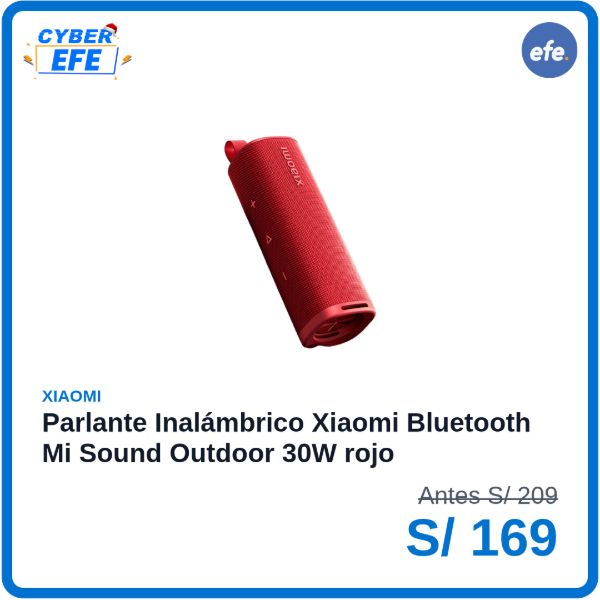 CYBER
EFE
efe.
xiaomi
XIAOMI
Parlante Inalámbrico Xiaomi Bluetooth
Mi Sound Outdoor 30W rojo
Antes S/ 209
S/ 169